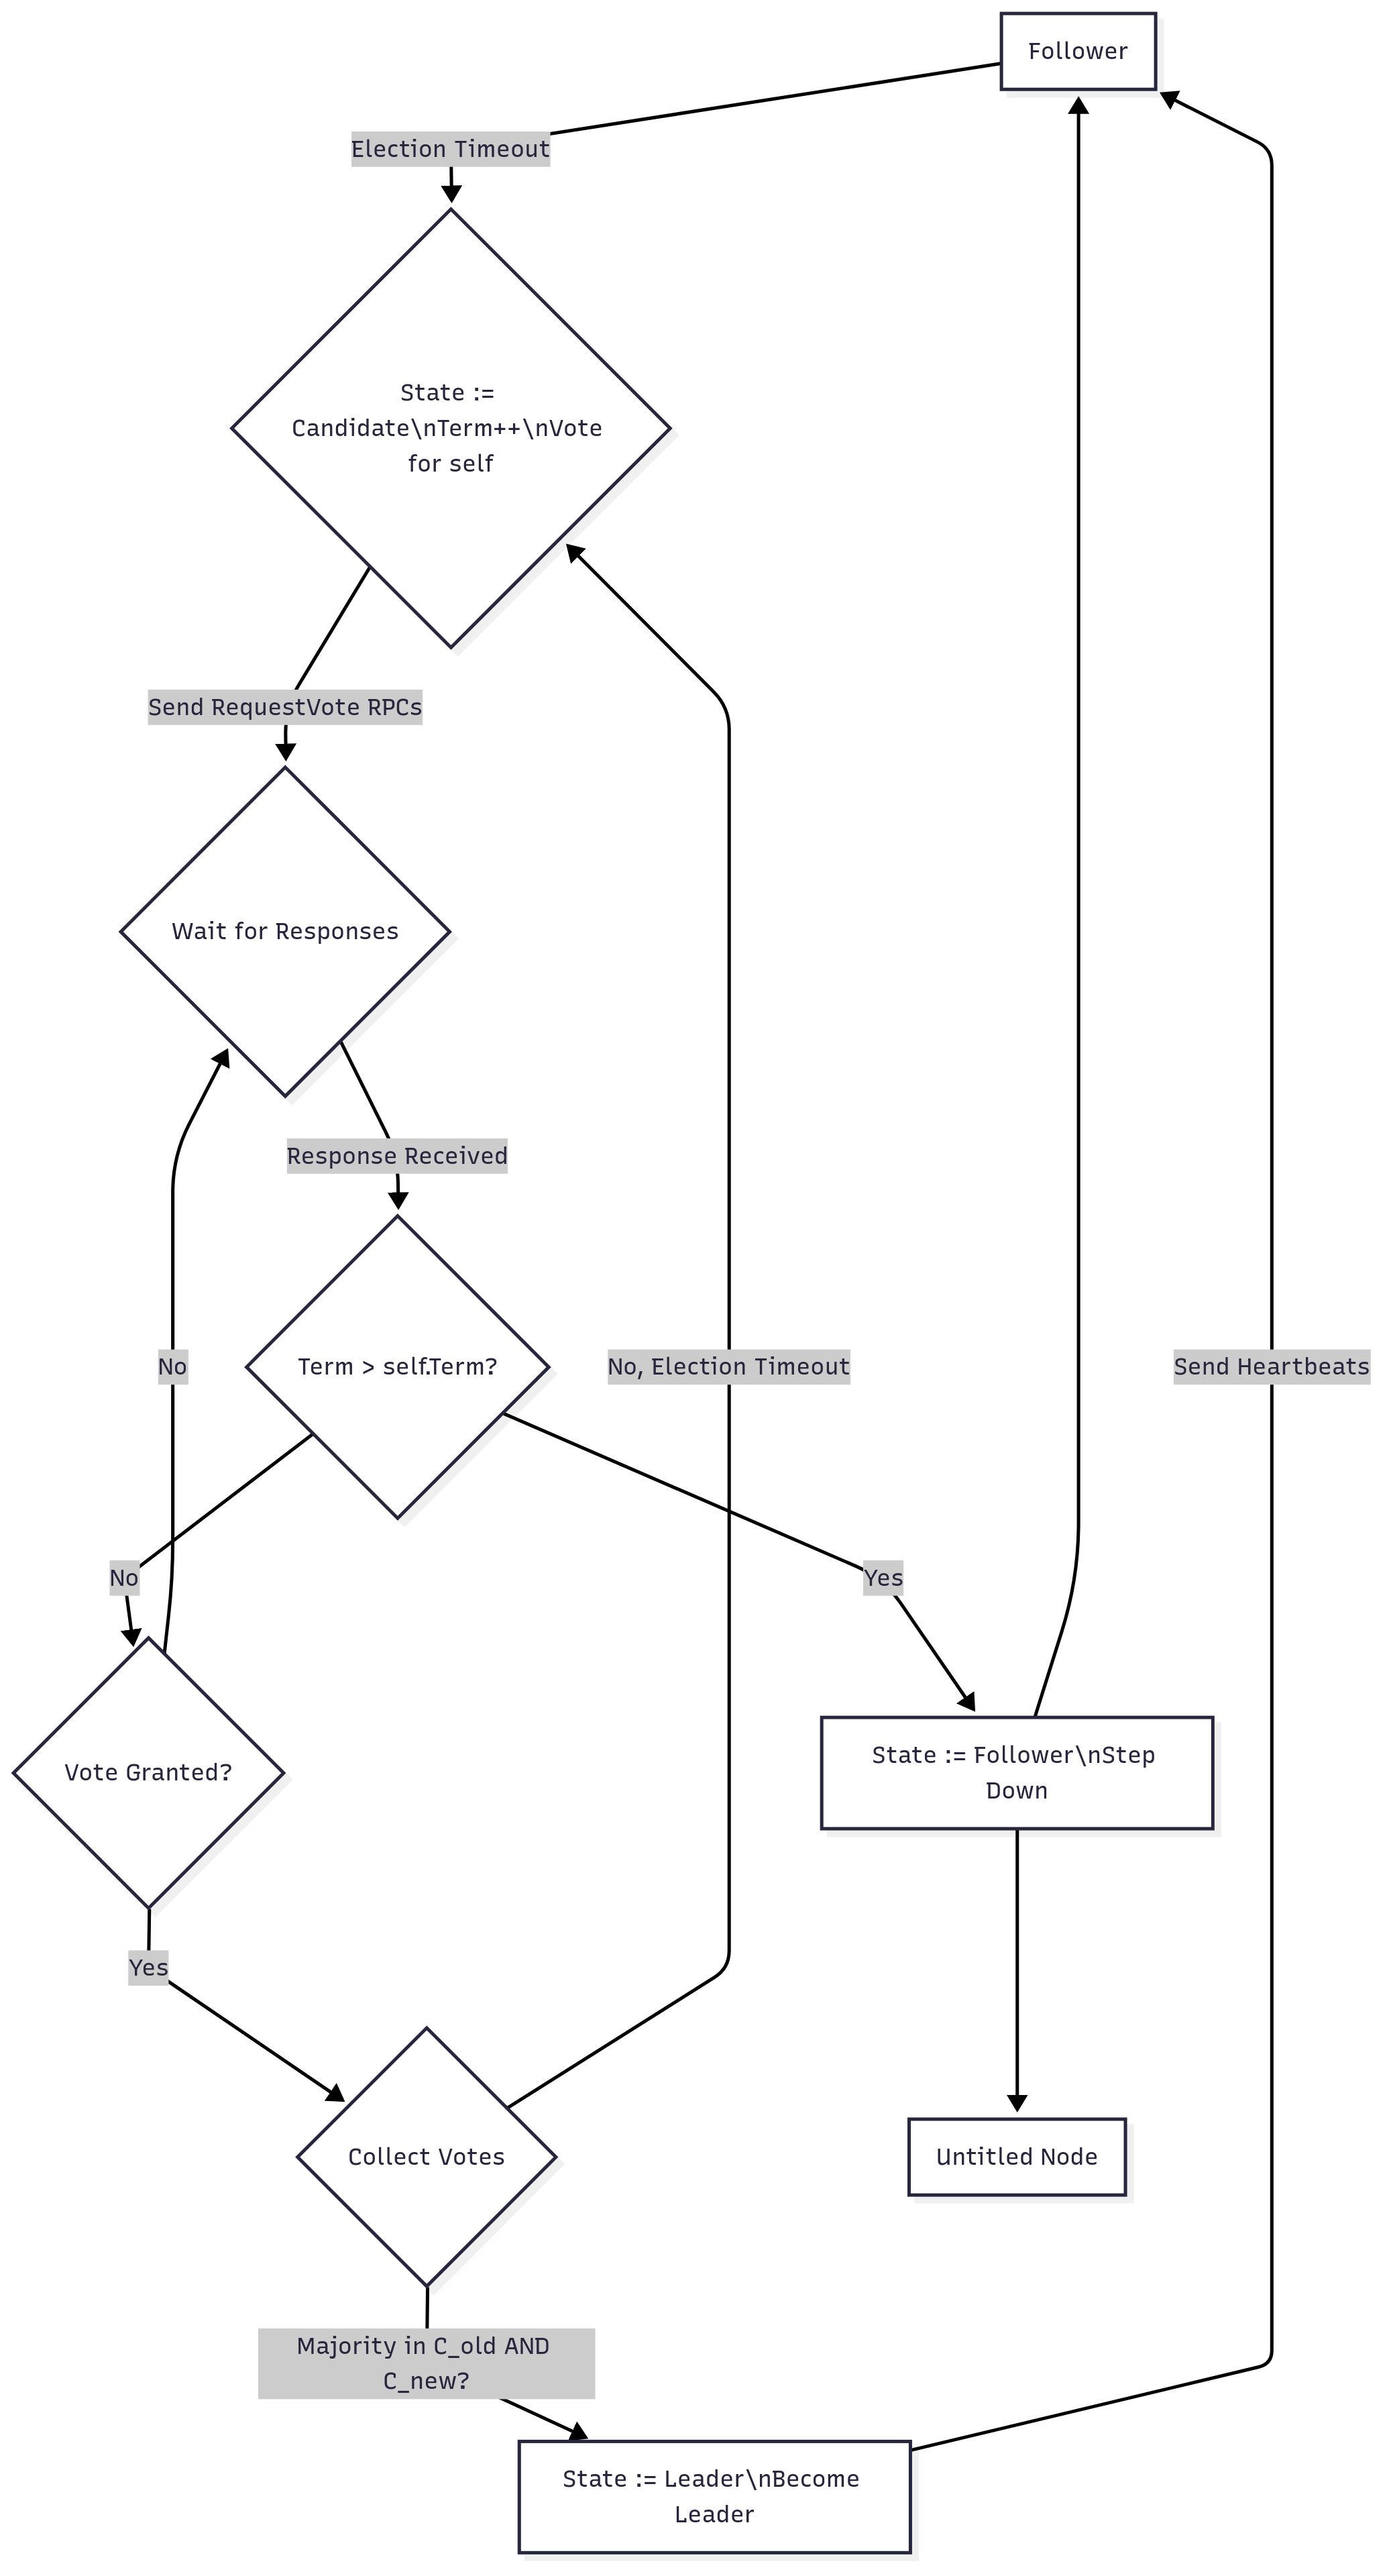 Follower
Election Timeout
State :=
Candidate\nTerm++\nVote
for self
Send RequestVote RPCs
Wait for Responses
Response Received
No
Term > self.Term?
No, Election Timeout
Send Heartbeats
No
Yes
Vote Granted?
State := Follower\nStep
Down
Yes
Collect Votes
Untitled Node
Majority in C_old AND
C_new?
State := Leader\nBecome
Leader